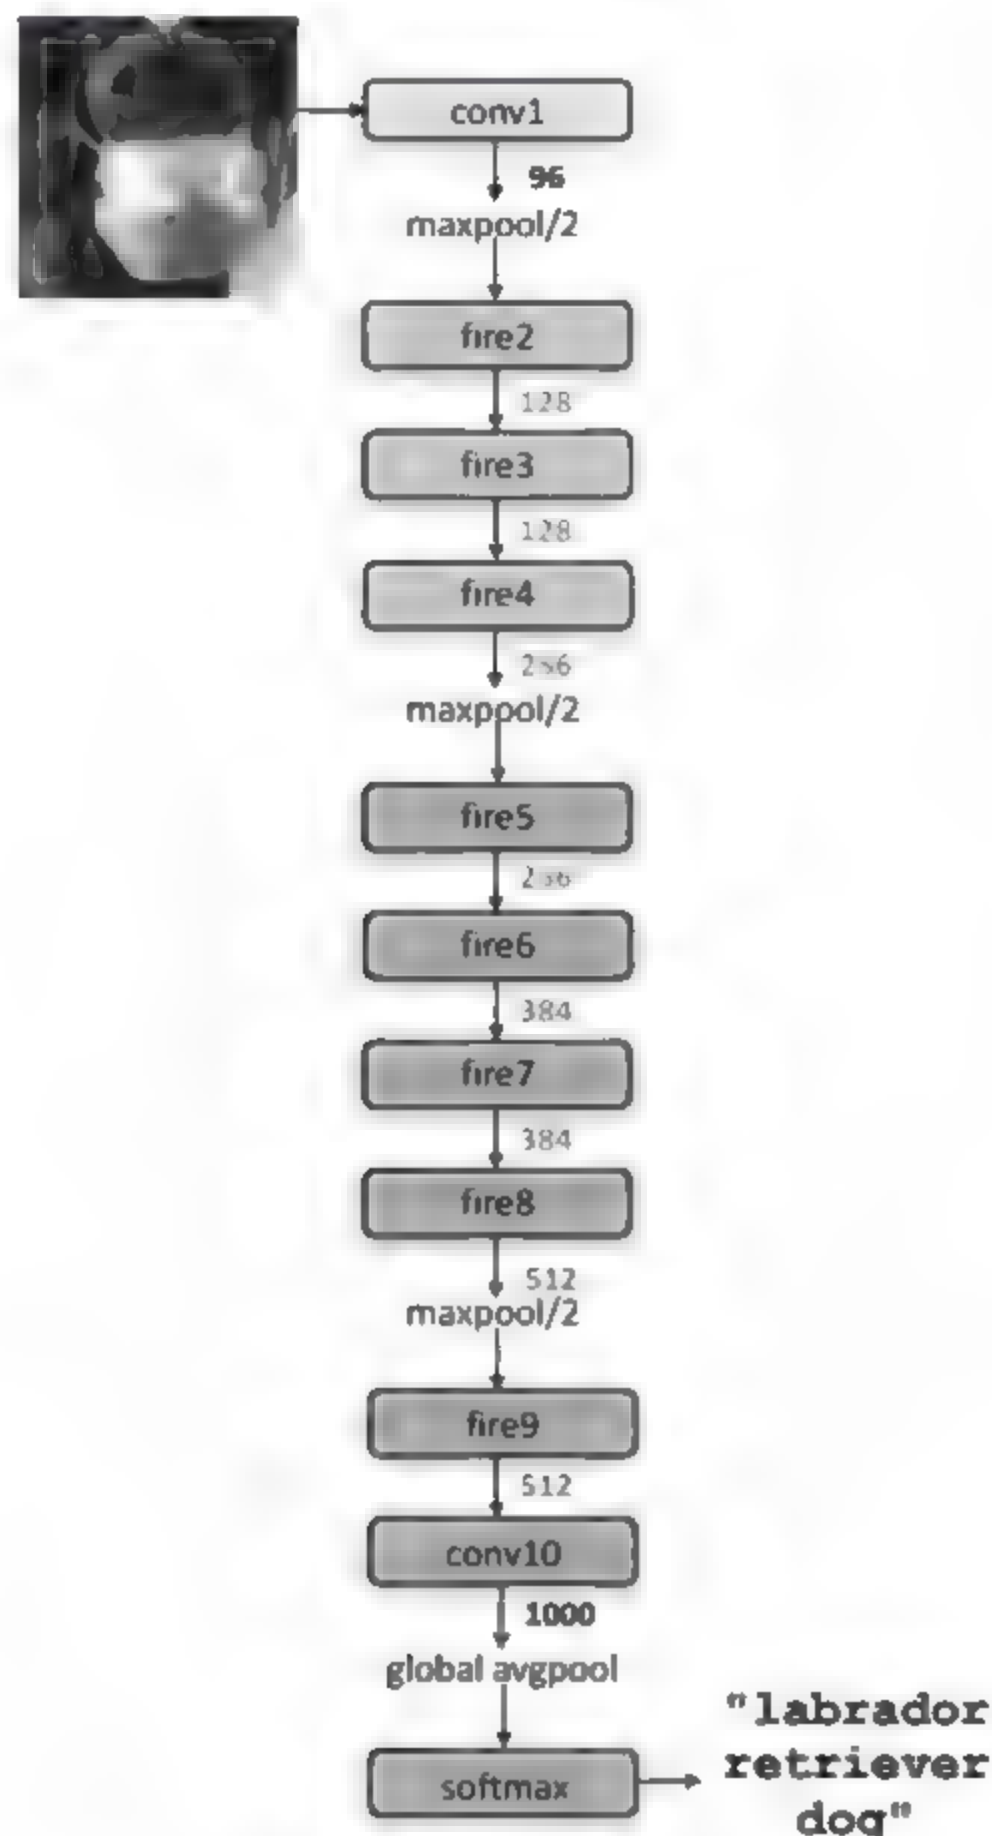 conv1
96
maxpool/2
fire2
128
fire3
128
fire4
256
maxpool/2
fire5
256
fire6
384
fire7
384
fire8
512
maxpool/2
fire9
512
conv10
1000
global avgpool
softmax
"labrador
retriever
dog"